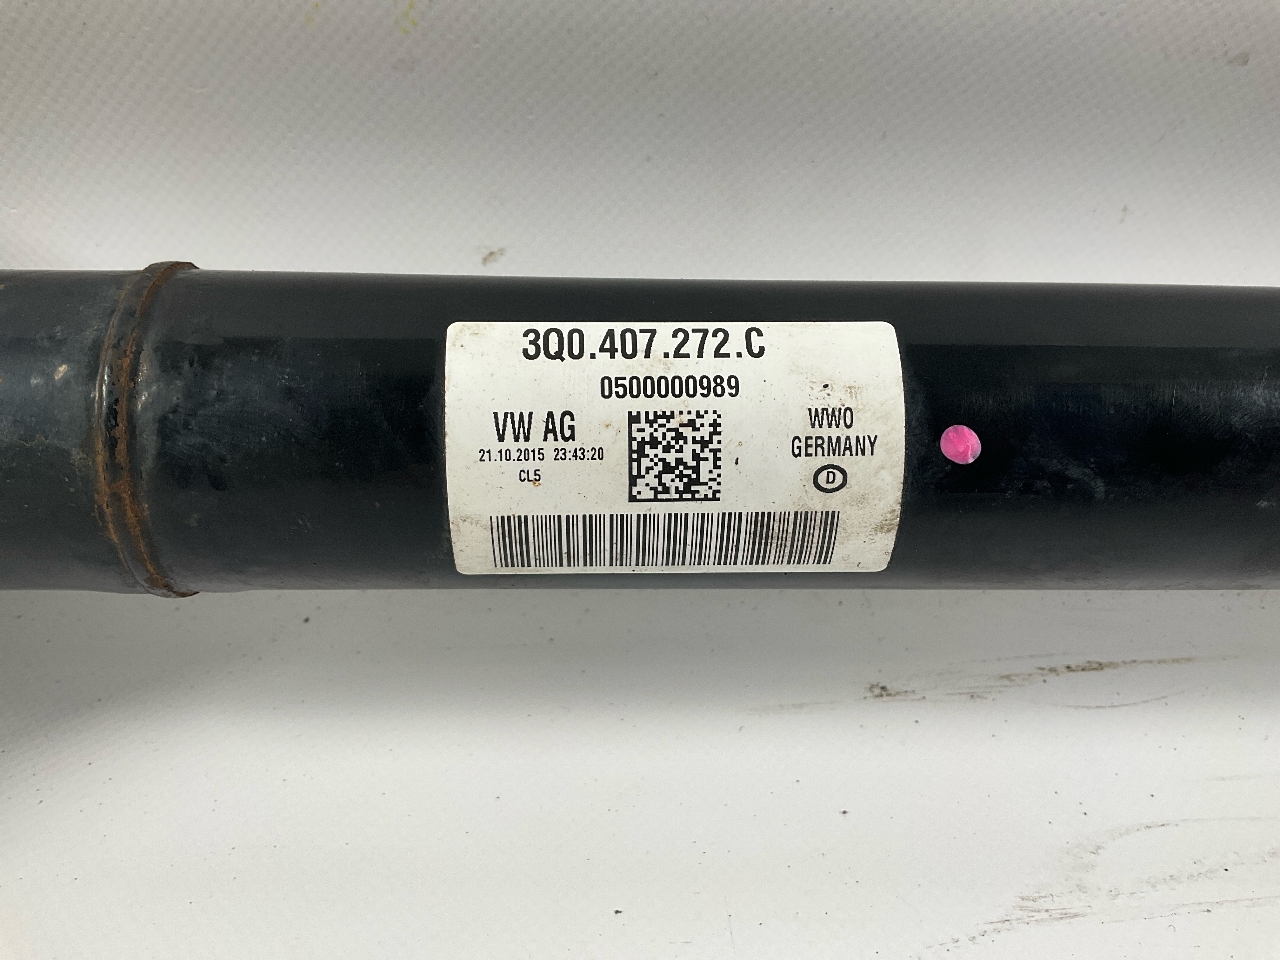 3Q0.407.272.C
0500000989
VW AG
21.10.2015 23:43:20
CL5
WWO
GERMANY
D